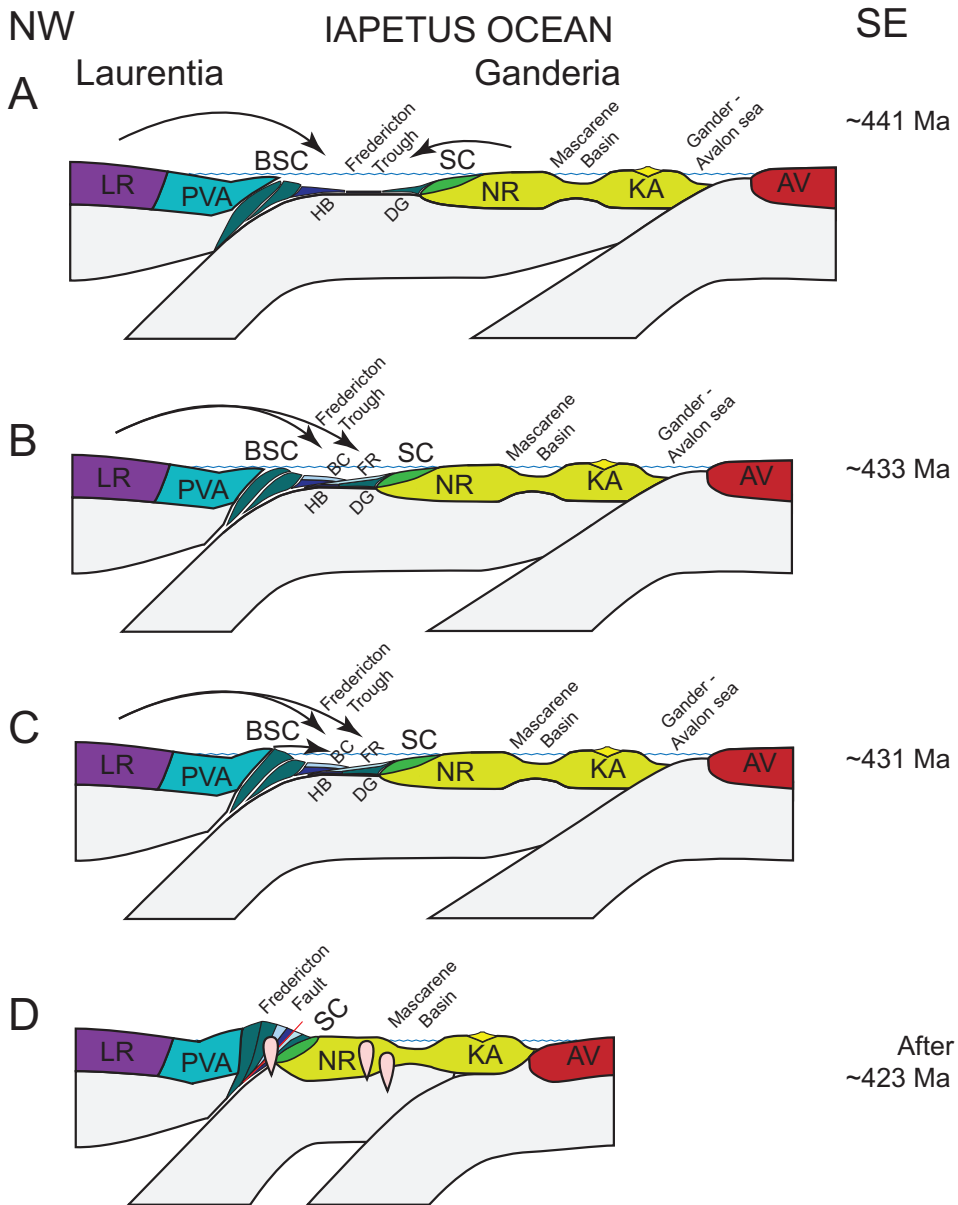 NW
IAPETUS OCEAN
SE
Laurentia
Ganderia
A
~441 Ma
BSC
Fredericton
Trough
SC
Mascarene
Basin
Gander -
Avalon sea
LR
PVA
HB
DG
NR
KA
AV
B
~433 Ma
Fredericton
Trough
BSC
BC
FR
SC
Mascarene
Basin
Gander -
Avalon sea
LR
PVA
HB
DG
NR
KA
AV
C
~431 Ma
Fredericton
Trough
BSC
BC
FR
SC
Mascarene
Basin
Gander -
Avalon sea
LR
PVA
HB
DG
NR
KA
AV
D
After
~423 Ma
Fredericton
Fault
SC
Mascarene
Basin
LR
PVA
NR
KA
AV